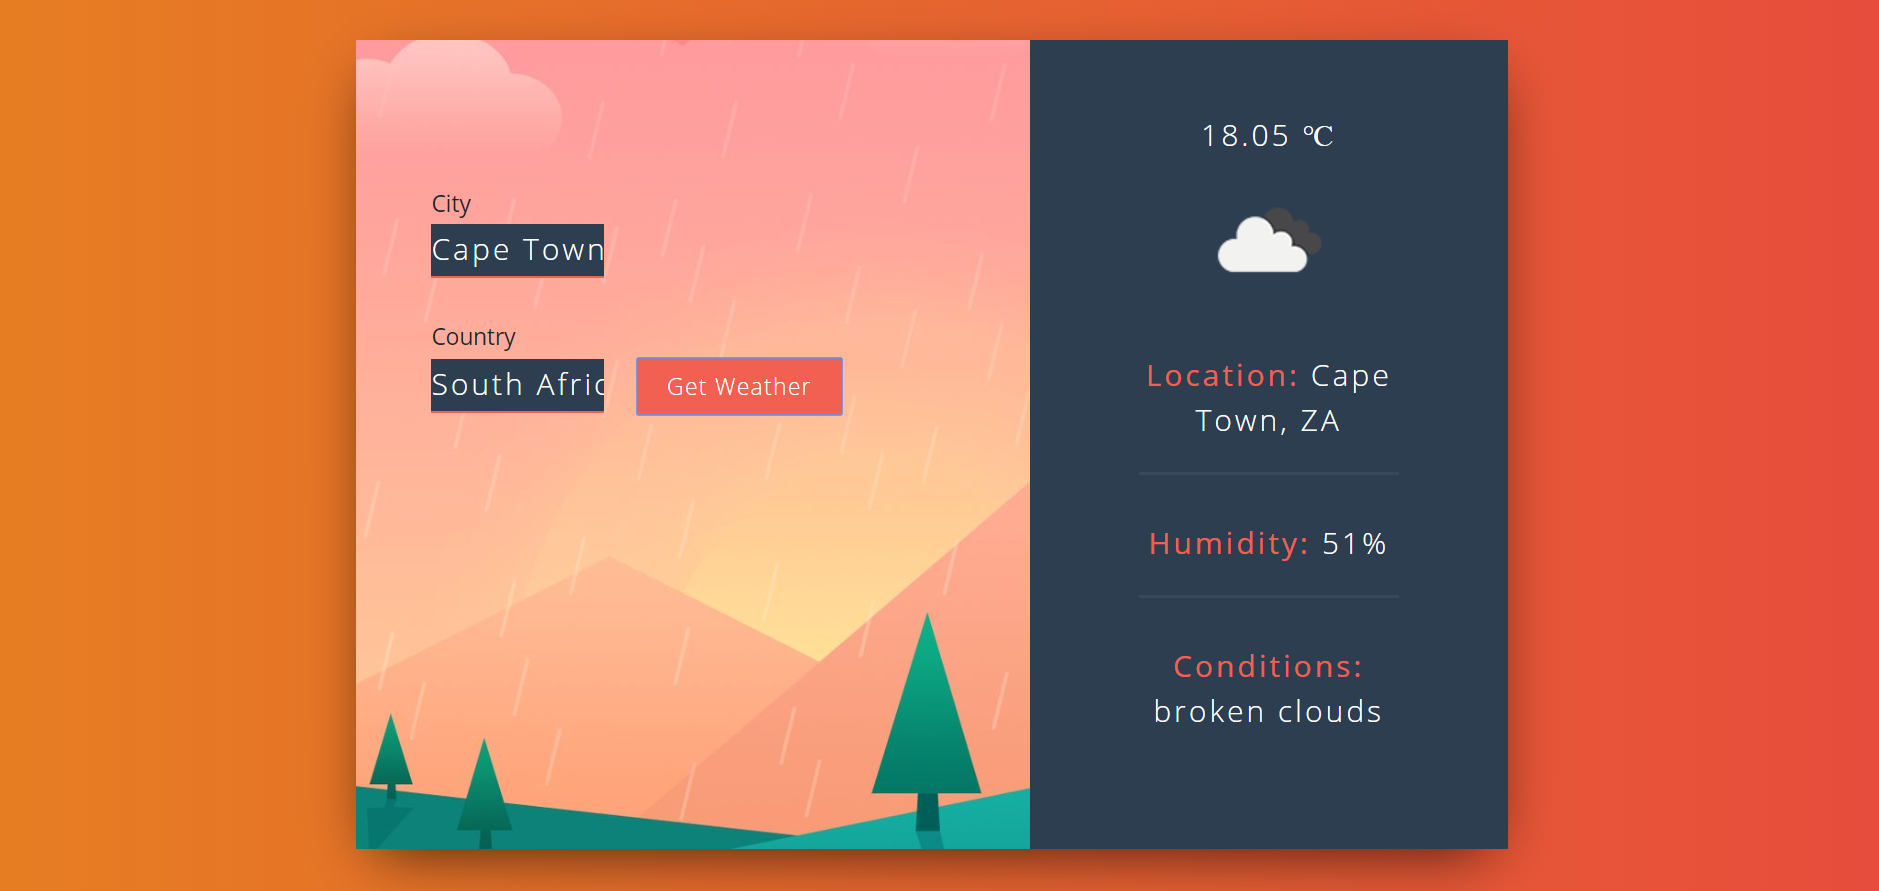 City
Cape Town
Country
South Afric
Get Weather
18.05 ℃
Location: Cape
Town, ZA
Humidity: 51%
Conditions:
broken clouds